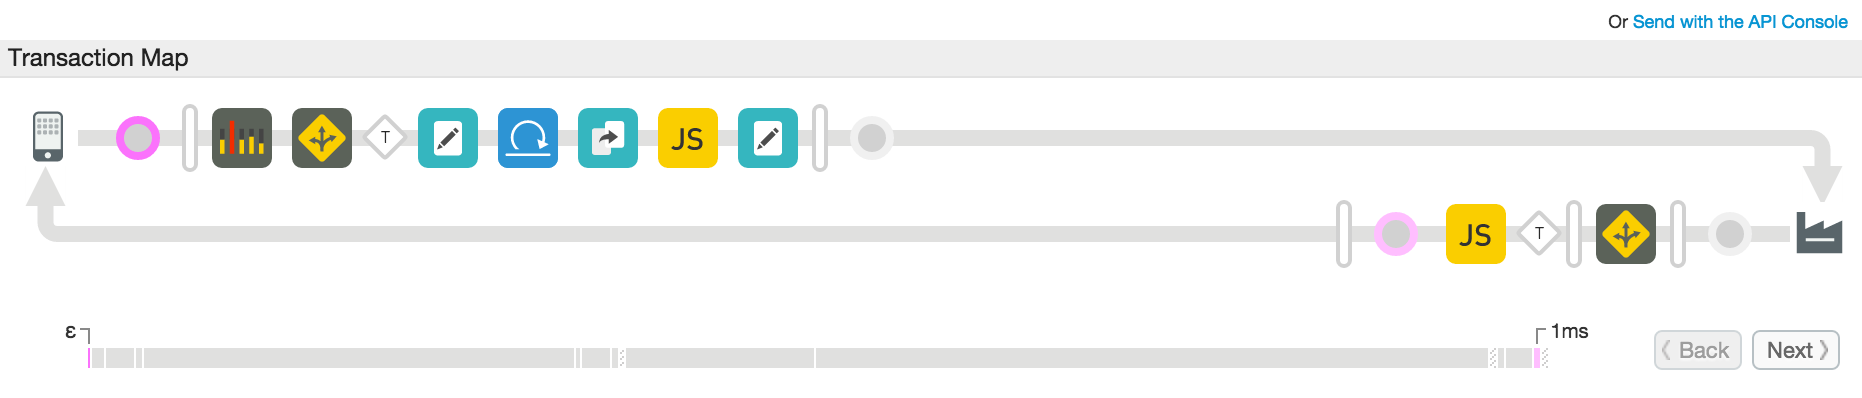 Or Send with the API Console
Transaction Map
T
JS
JS
T
ε
1ms
Back
Next